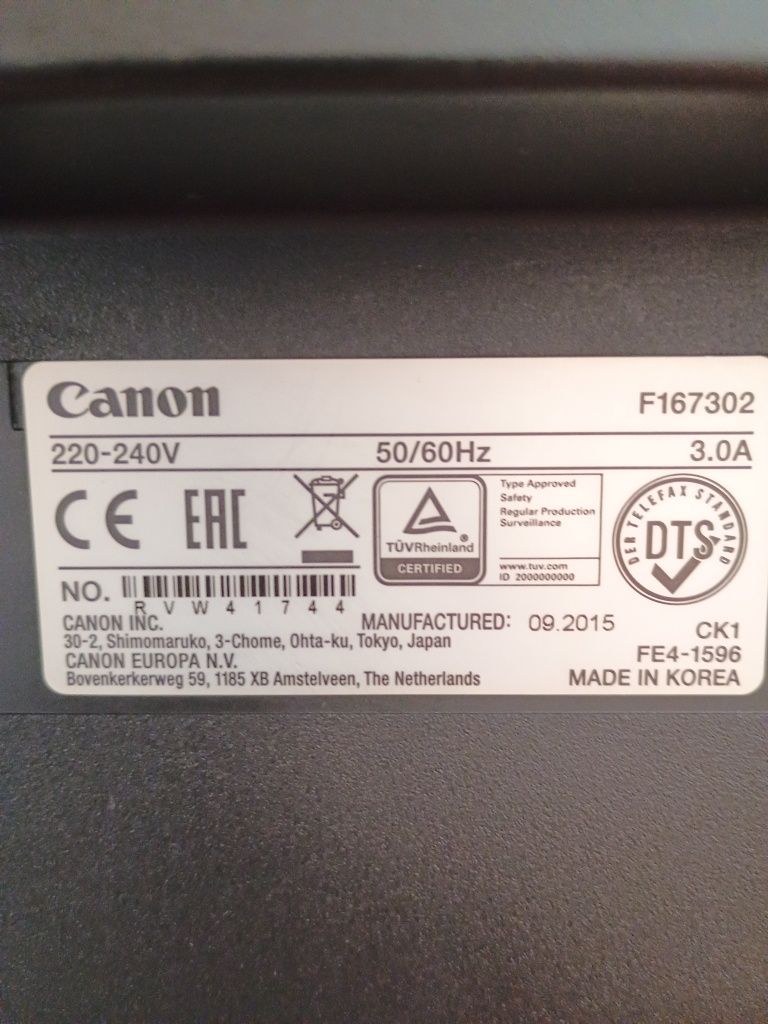 Canon F167302
220-240V 50/60Hz 3.0A
CE EAC
TÜVRheinland®
CERTIFIED
Type Approved
Safety
Regular Production
Surveillance
www.tuv.com
ID 2000000000
DER TELEFAX STANDARD
DTS
NO. RVW41744
CANON INC. MANUFACTURED: 09.2015
30-2, Shimomaruko, 3-Chome, Ohta-ku, Tokyo, Japan
CANON EUROPA N.V.
Bovenkerkerweg 59, 1185 XB Amstelveen, The Netherlands
CK1
FE4-1596
MADE IN KOREA